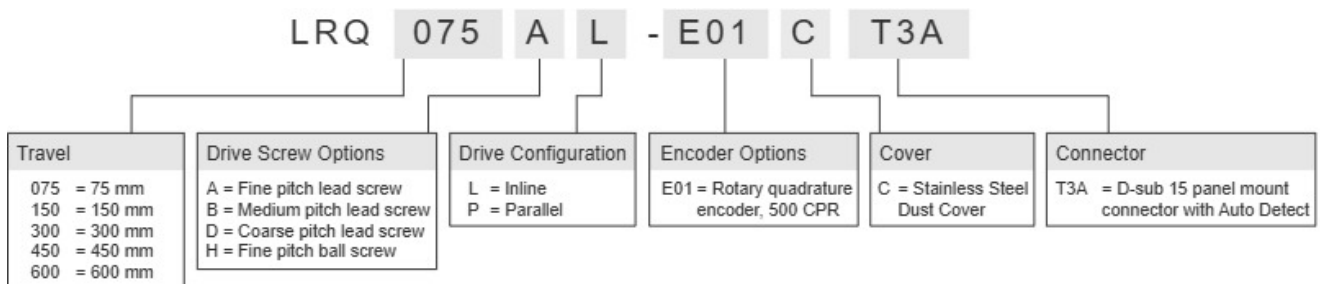 LRQ 075 A L - E01 C T3A
Travel
075 = 75 mm
150 = 150 mm
300 = 300 mm
450 = 450 mm
600 = 600 mm
Drive Screw Options
A = Fine pitch lead screw
B = Medium pitch lead screw
D = Coarse pitch lead screw
H = Fine pitch ball screw
Drive Configuration
L = Inline
P = Parallel
Encoder Options
E01 = Rotary quadrature
encoder, 500 CPR
Cover
C = Stainless Steel
Dust Cover
Connector
T3A = D-sub 15 panel mount
connector with Auto Detect